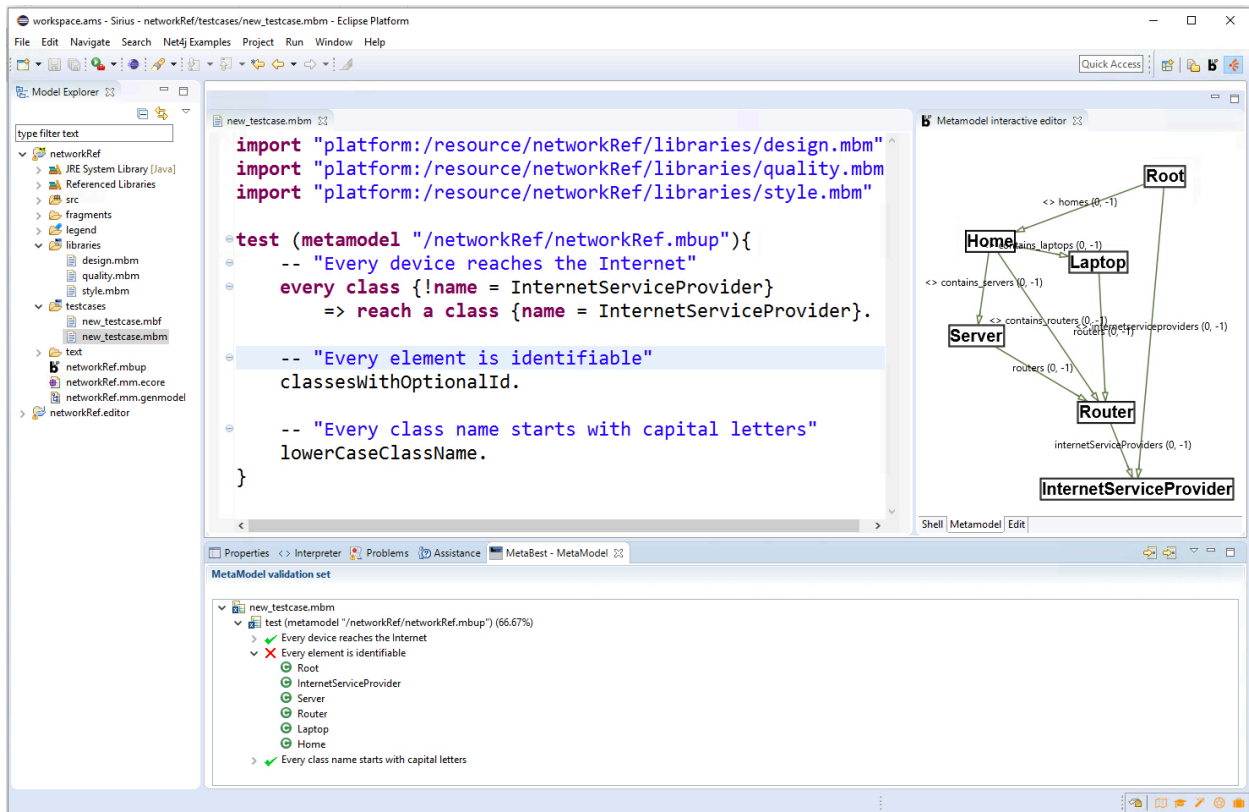 workspace.ams - Sirius - networkRef/testcases/new_testcase.mbm - Eclipse Platform
File Edit Navigate Search Net4j Examples Project Run Window Help
Quick Access
Model Explorer
type filter text
networkRef
JRE System Library [Java]
Referenced Libraries
src
fragments
legend
libraries
design.mbm
quality.mbm
style.mbm
testcases
new_testcase.mbf
new_testcase.mbm
text
networkRef.mbup
networkRef.mm.ecore
networkRef.mm.genmodel
networkRef.editor
new_testcase.mbm
import "platform:/resource/networkRef/libraries/design.mbm"
import "platform:/resource/networkRef/libraries/quality.mbm
import "platform:/resource/networkRef/libraries/style.mbm"
test (metamodel "/networkRef/networkRef.mbup"){
-- "Every device reaches the Internet"
every class {!name = InternetServiceProvider}
=> reach a class {name = InternetServiceProvider}.
-- "Every element is identifiable"
classesWithOptionalId.
-- "Every class name starts with capital letters"
lowerCaseClassName.
}
Metamodel interactive editor
Root
<> homes (0, -1)
Home
contains_laptops (0, -1)
Laptop
<> contains_servers (0, -1)
<> contains_routers (0, -1)
<> internetserviceproviders (0, -1)
routers (0, -1)
Server
routers (0, -1)
Router
internetServiceProviders (0, -1)
InternetServiceProvider
Shell Metamodel Edit
Properties Interpreter Problems Assistance MetaBest - MetaModel
MetaModel validation set
new_testcase.mbm
test (metamodel "/networkRef/networkRef.mbup") (66.67%)
Every device reaches the Internet
Every element is identifiable
Root
InternetServiceProvider
Server
Router
Laptop
Home
Every class name starts with capital letters